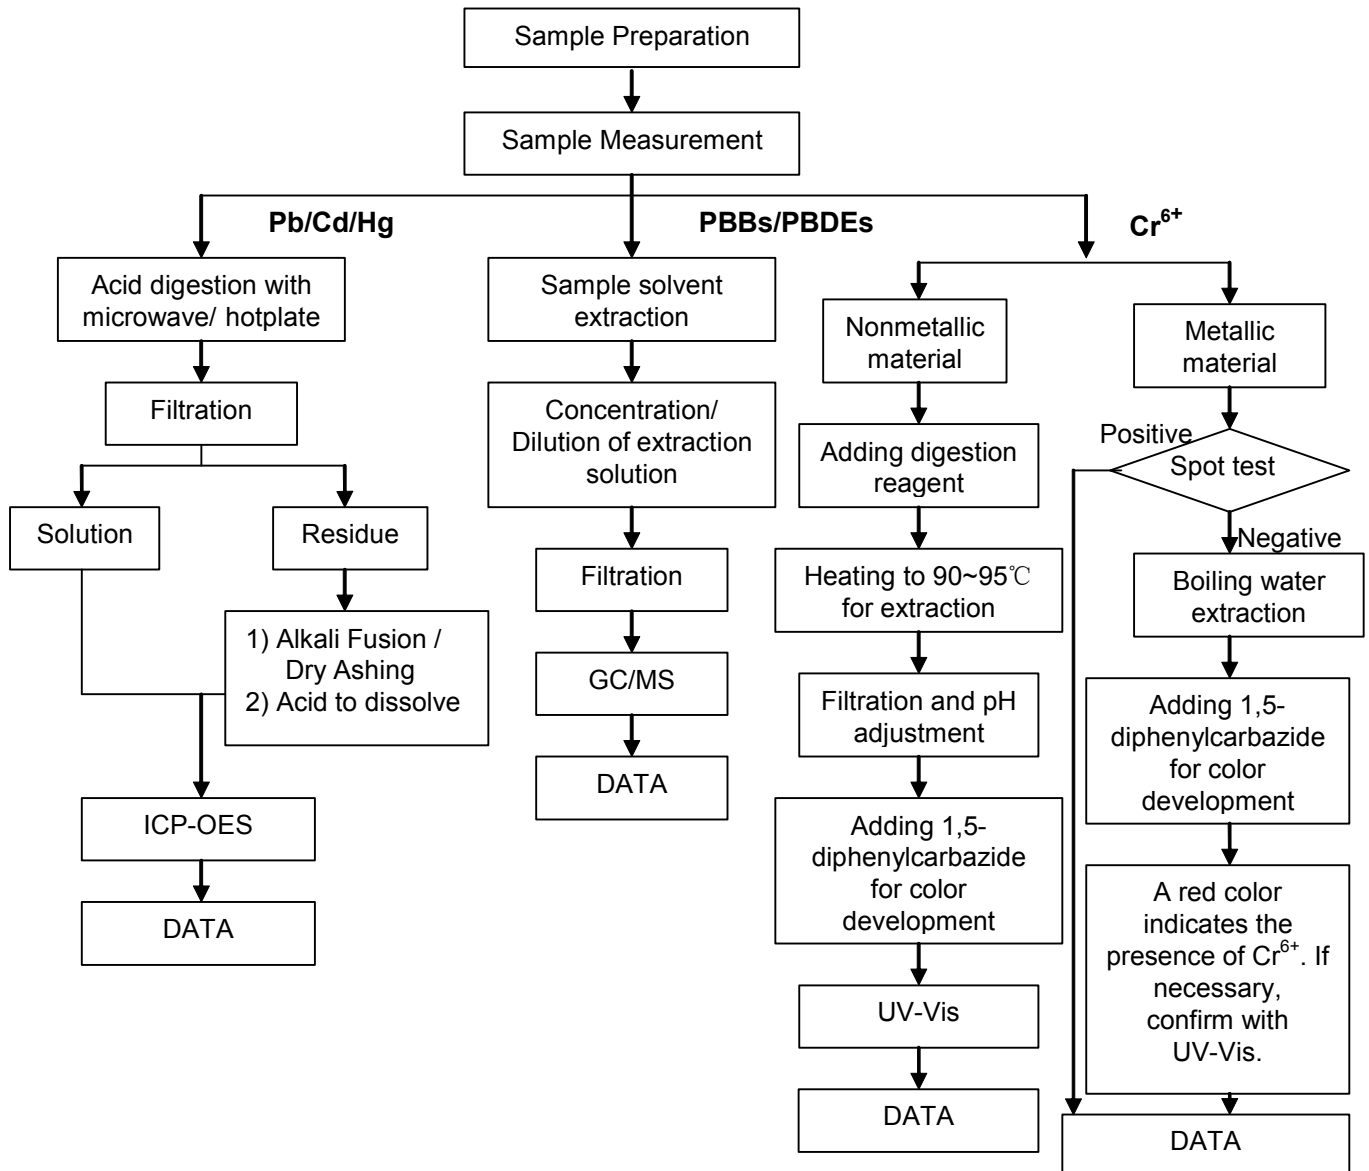 Sample Preparation
Sample Measurement
Pb/Cd/Hg
PBBs/PBDEs
Cr⁶⁺
Acid digestion with
microwave/ hotplate
Filtration
Solution
Residue
1) Alkali Fusion /
Dry Ashing
2) Acid to dissolve
ICP-OES
DATA
Sample solvent
extraction
Concentration/
Dilution of extraction
solution
Filtration
GC/MS
DATA
Nonmetallic
material
Adding digestion
reagent
Heating to 90~95℃
for extraction
Filtration and pH
adjustment
Adding 1,5-
diphenylcarbazide
for color
development
UV-Vis
DATA
Metallic
material
Positive
Spot test
Negative
Boiling water
extraction
Adding 1,5-
diphenylcarbazide
for color
development
A red color
indicates the
presence of Cr⁶⁺. If
necessary,
confirm with
UV-Vis.
DATA